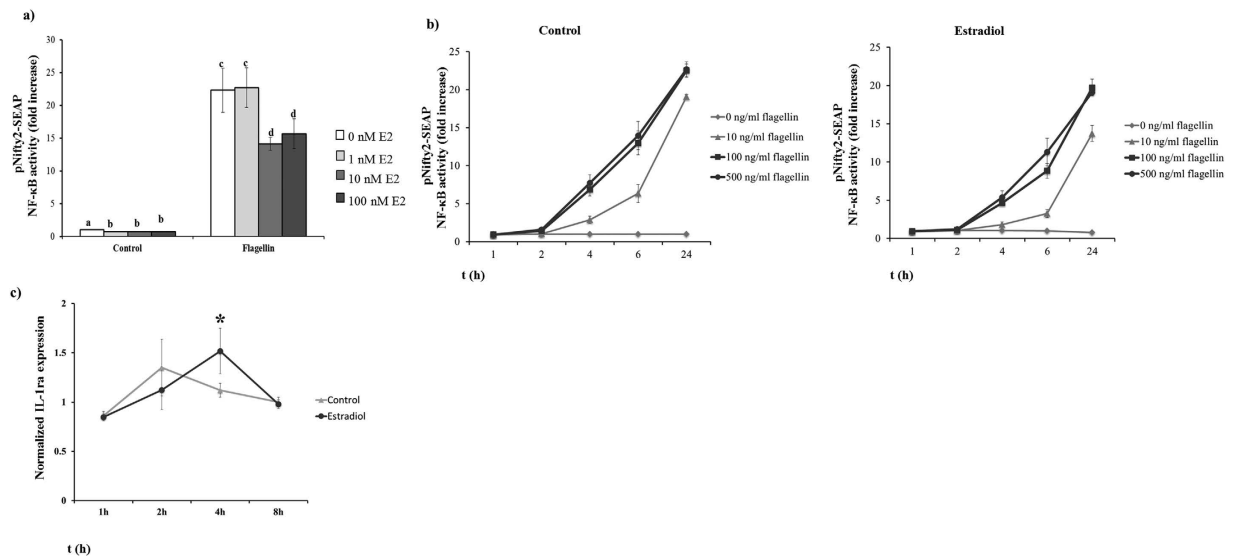 a)
pNifty2-SEAP
NF-κB activity (fold increase)
30
25
20
15
10
5
0
a
b
b
b
c
c
d
d
Control
Flagellin
0 nM E2
1 nM E2
10 nM E2
100 nM E2
b)
Control
pNifty2-SEAP
NF-κB activity (fold increase)
25
20
15
10
5
0
1
2
4
6
24
t (h)
0 ng/ml flagellin
10 ng/ml flagellin
100 ng/ml flagellin
500 ng/ml flagellin
Estradiol
pNifty2-SEAP
NF-κB activity (fold increase)
25
20
15
10
5
0
1
2
4
6
24
t (h)
0 ng/ml flagellin
10 ng/ml flagellin
100 ng/ml flagellin
500 ng/ml flagellin
c)
Normalized IL-1ra expression
2
1.5
1
0.5
0
*
1h
2h
4h
8h
t (h)
Control
Estradiol